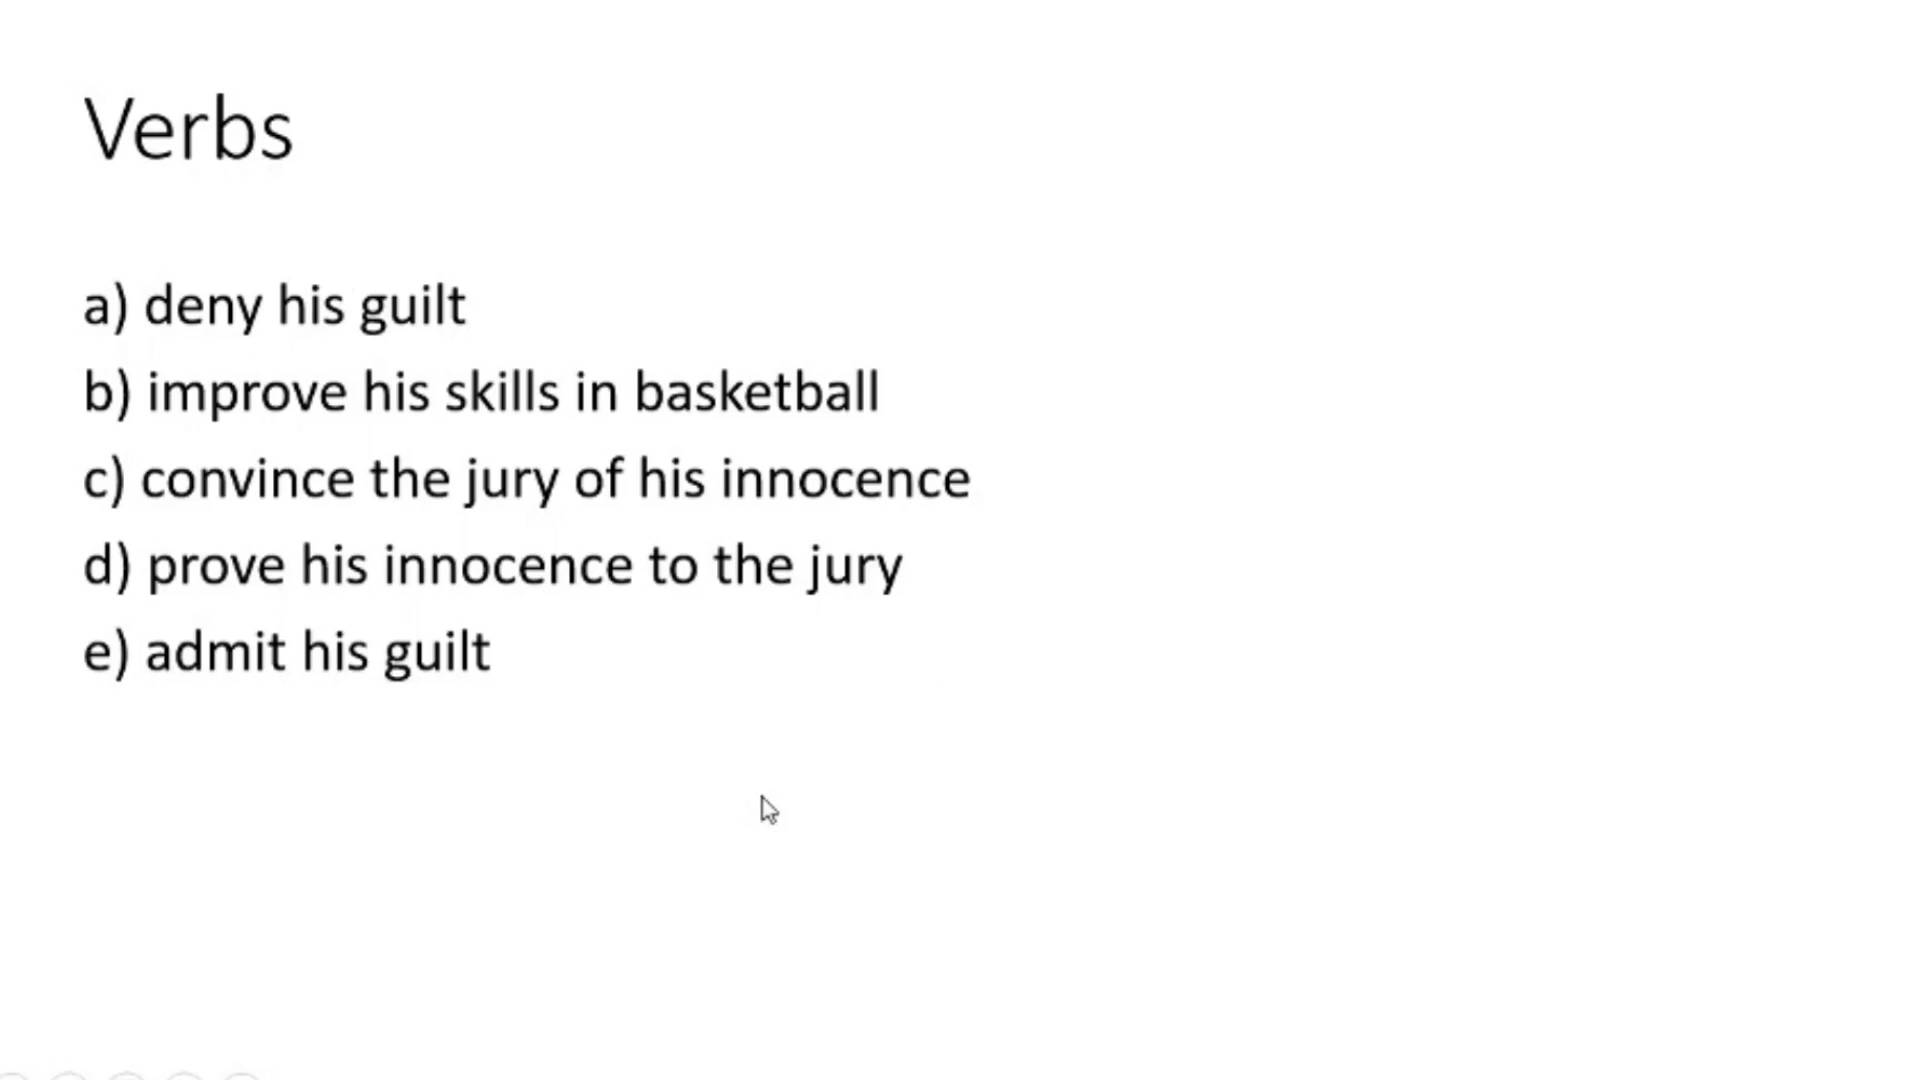 Verbs
a) deny his guilt
b) improve his skills in basketball
c) convince the jury of his innocence
d) prove his innocence to the jury
e) admit his guilt